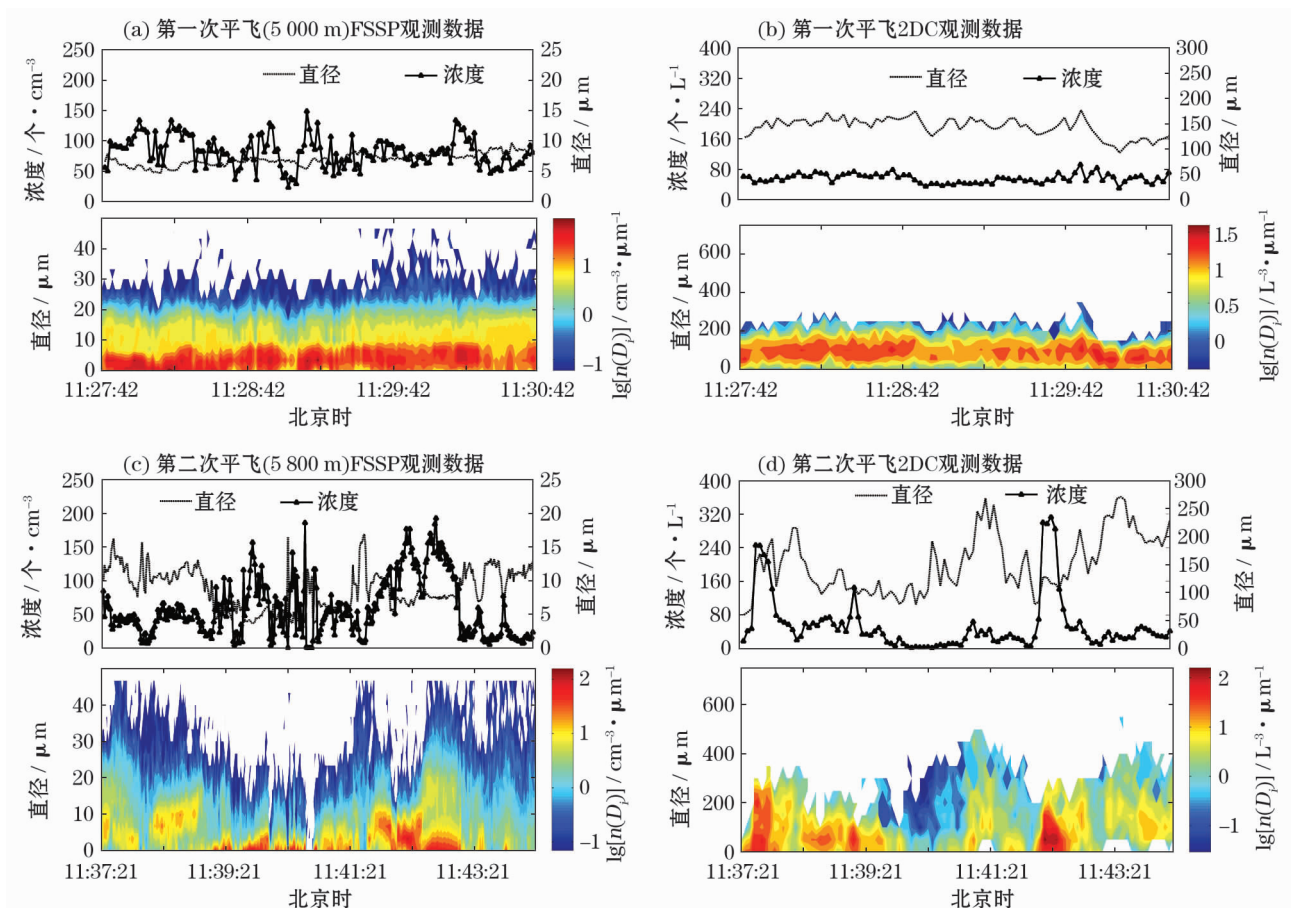 (a) 第一次平飞(5 000 m)FSSP观测数据
250
200
150
100
50
0
浓度 / 个·cm⁻³
直径
浓度
25
20
15
10
5
0
直径 / μm
40
30
20
10
0
直径 / μm
1
0
−1
lg[n(Dᵢ)] / cm⁻³·μm⁻¹
11:27:42 11:28:42 11:29:42 11:30:42
北京时
(b) 第一次平飞2DC观测数据
400
320
240
160
80
0
浓度 / 个·L⁻¹
直径
浓度
300
250
200
150
100
50
0
直径 / μm
600
400
200
0
直径 / μm
1.5
1.0
0.5
0
lg[n(Dᵢ)] / L⁻³·μm⁻¹
11:27:42 11:28:42 11:29:42 11:30:42
北京时
(c) 第二次平飞(5 800 m)FSSP观测数据
250
200
150
100
50
0
浓度 / 个·cm⁻³
直径
浓度
25
20
15
10
5
0
直径 / μm
40
30
20
10
0
直径 / μm
2
1
0
−1
lg[n(Dᵢ)] / cm⁻³·μm⁻¹
11:37:21 11:39:21 11:41:21 11:43:21
北京时
(d) 第二次平飞2DC观测数据
400
320
240
160
80
0
浓度 / 个·L⁻¹
直径
浓度
300
250
200
150
100
50
0
直径 / μm
600
400
200
0
直径 / μm
2
1
0
−1
lg[n(Dᵢ)] / L⁻³·μm⁻¹
11:37:21 11:39:21 11:41:21 11:43:21
北京时